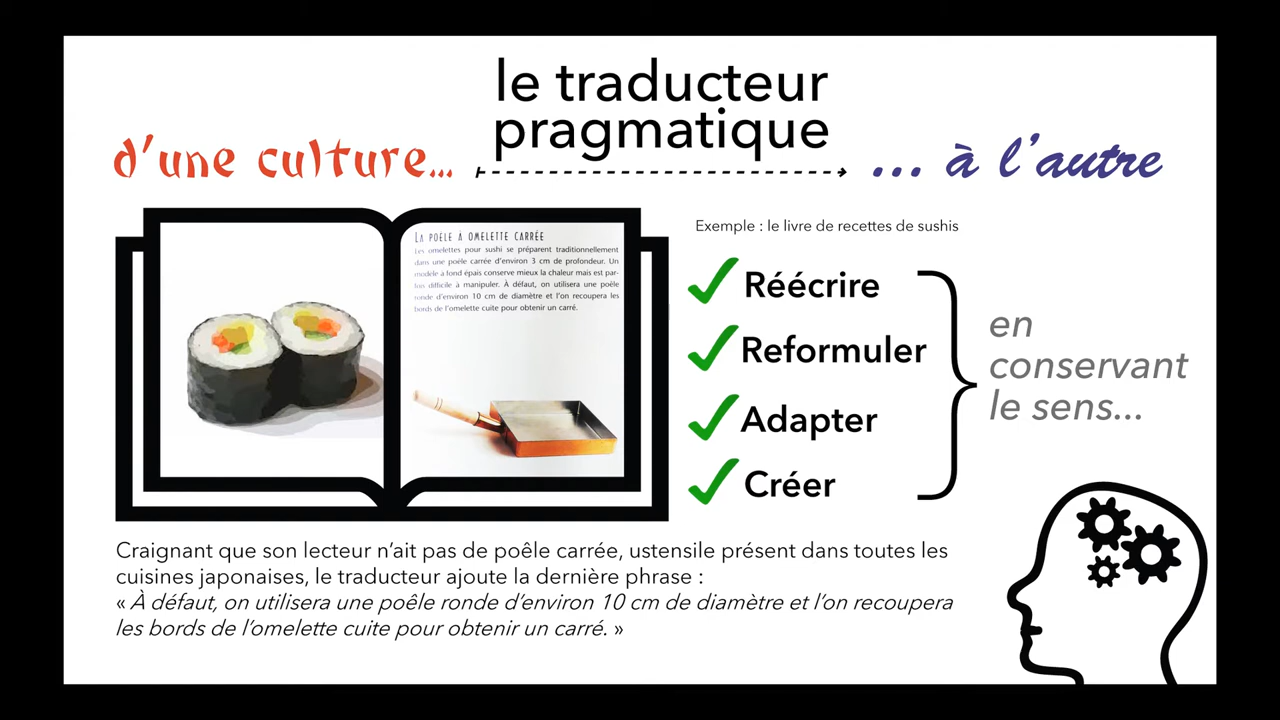 le traducteur
pragmatique
d'une culture...
... à l'autre
LA POÊLE À OMELETTE CARRÉE
Les omelettes pour sushi se préparent traditionnellement
dans une poêle carrée d'environ 3 cm de profondeur. Un
modèle à fond épais conserve mieux la chaleur mais est par-
fois difficile à manipuler. À défaut, on utilisera une poêle
ronde d'environ 10 cm de diamètre et l'on recoupera les
bords de l'omelette cuite pour obtenir un carré.
Exemple : le livre de recettes de sushis
Réécrire
Reformuler
Adapter
Créer
en
conservant
le sens...
Craignant que son lecteur n'ait pas de poêle carrée, ustensile présent dans toutes les
cuisines japonaises, le traducteur ajoute la dernière phrase :
« À défaut, on utilisera une poêle ronde d'environ 10 cm de diamètre et l'on recoupera
les bords de l'omelette cuite pour obtenir un carré. »